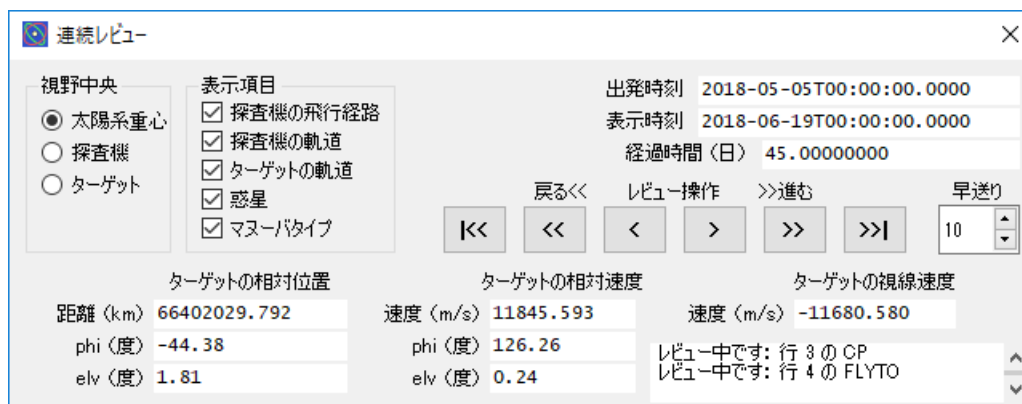 連続レビュー
視野中央
太陽系重心
探査機
ターゲット
表示項目
探査機の飛行経路
探査機の軌道
ターゲットの軌道
惑星
マヌーバタイプ
出発時刻 2018-05-05T00:00:00.0000
表示時刻 2018-06-19T00:00:00.0000
経過時間（日） 45.00000000
戻る<< レビュー操作 >>進む 早送り
|<< << < > >> >>| 10
ターゲットの相対位置
距離（km） 66402029.792
phi（度） -44.38
elv（度） 1.81
ターゲットの相対速度
速度（m/s） 11845.593
phi（度） 126.26
elv（度） 0.24
ターゲットの視線速度
速度（m/s） -11680.580
レビュー中です: 行 3 の CP
レビュー中です: 行 4 の FLYTO